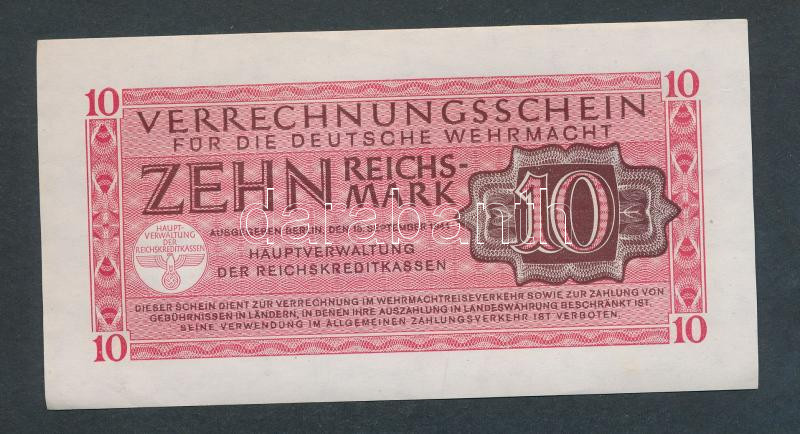 10 10
VERRECHNUNGSSCHEIN
FÜR DIE DEUTSCHE WEHRMACHT
ZEHN REICHS-
MARK
10
AUSGEGEBEN BERLIN, DEN 15. SEPTEMBER 1944
HAUPTVERWALTUNG
DER REICHSKREDITKASSEN
HAUPT-
VERWALTUNG
DER
REICHSKREDITKASSEN
DIESER SCHEIN DIENT ZUR VERRECHNUNG IM WEHRMACHTREISEVERKEHR SOWIE ZUR ZAHLUNG VON
GEBÜHRNISSEN IN LÄNDERN, IN DENEN IHRE AUSZAHLUNG IN LANDESWÄHRUNG BESCHRÄNKT IST.
SEINE VERWENDUNG IM ALLGEMEINEN ZAHLUNGSVERKEHR IST VERBOTEN.
10 10
darabanth